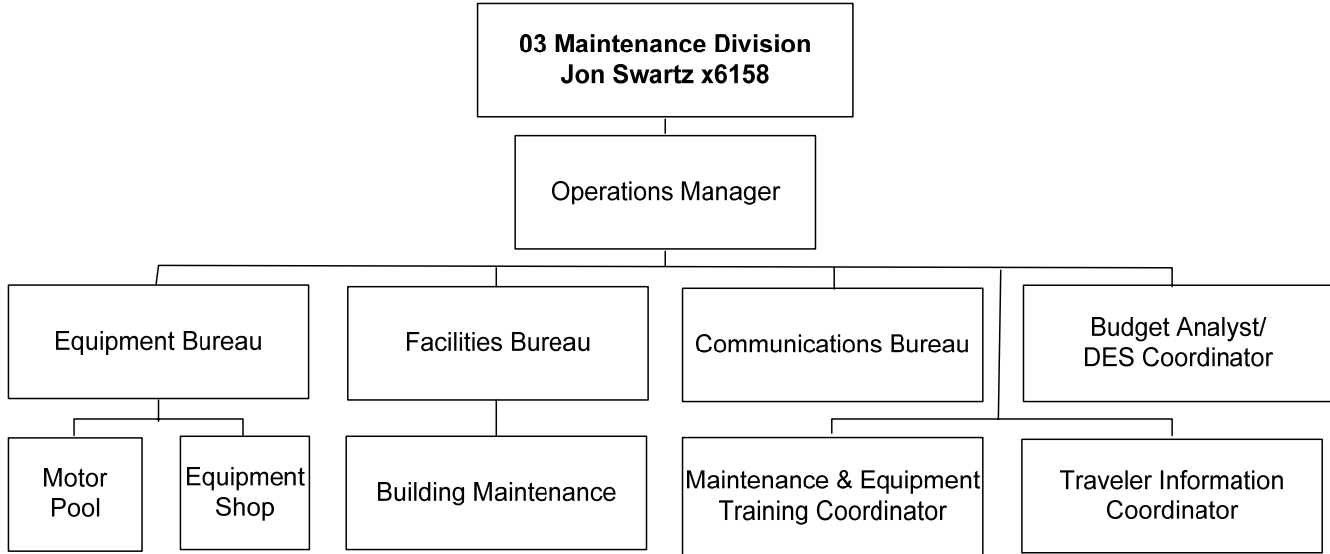 03 Maintenance Division
Jon Swartz x6158
Operations Manager
Equipment Bureau
Facilities Bureau
Communications Bureau
Budget Analyst/
DES Coordinator
Motor
Pool
Equipment
Shop
Building Maintenance
Maintenance & Equipment
Training Coordinator
Traveler Information
Coordinator